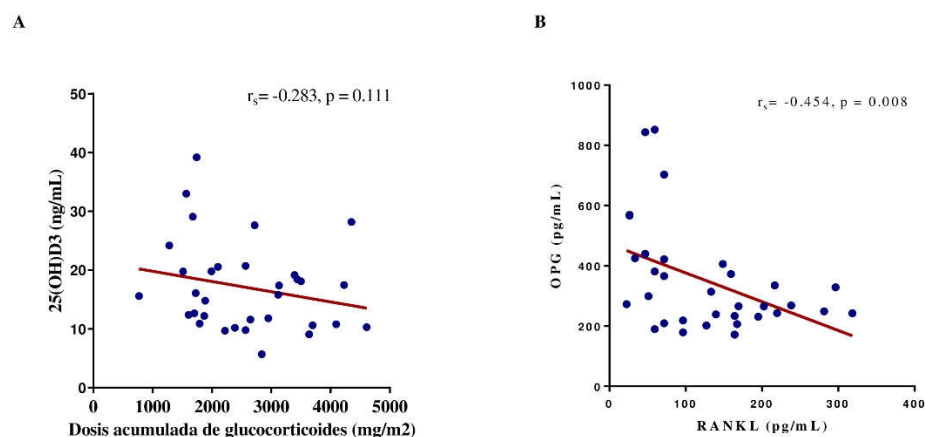 A
r_s= -0.283, p = 0.111
50
40
30
20
10
0
25(OH)D3 (ng/mL)
0 1000 2000 3000 4000 5000
Dosis acumulada de glucocorticoides (mg/m2)
B
r_s= -0.454, p = 0.008
1000
800
600
400
200
0
OPG (pg/mL)
0 100 200 300 400
RANKL (pg/mL)